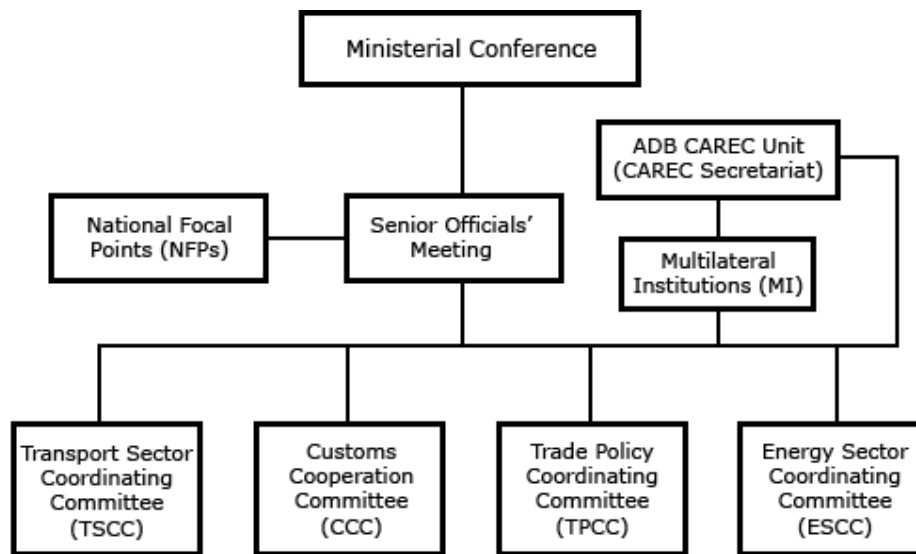 Ministerial Conference
ADB CAREC Unit
(CAREC Secretariat)
National Focal
Points (NFPs)
Senior Officials’
Meeting
Multilateral
Institutions (MI)
Transport Sector
Coordinating
Committee
(TSCC)
Customs
Cooperation
Committee
(CCC)
Trade Policy
Coordinating
Committee
(TPCC)
Energy Sector
Coordinating
Committee
(ESCC)